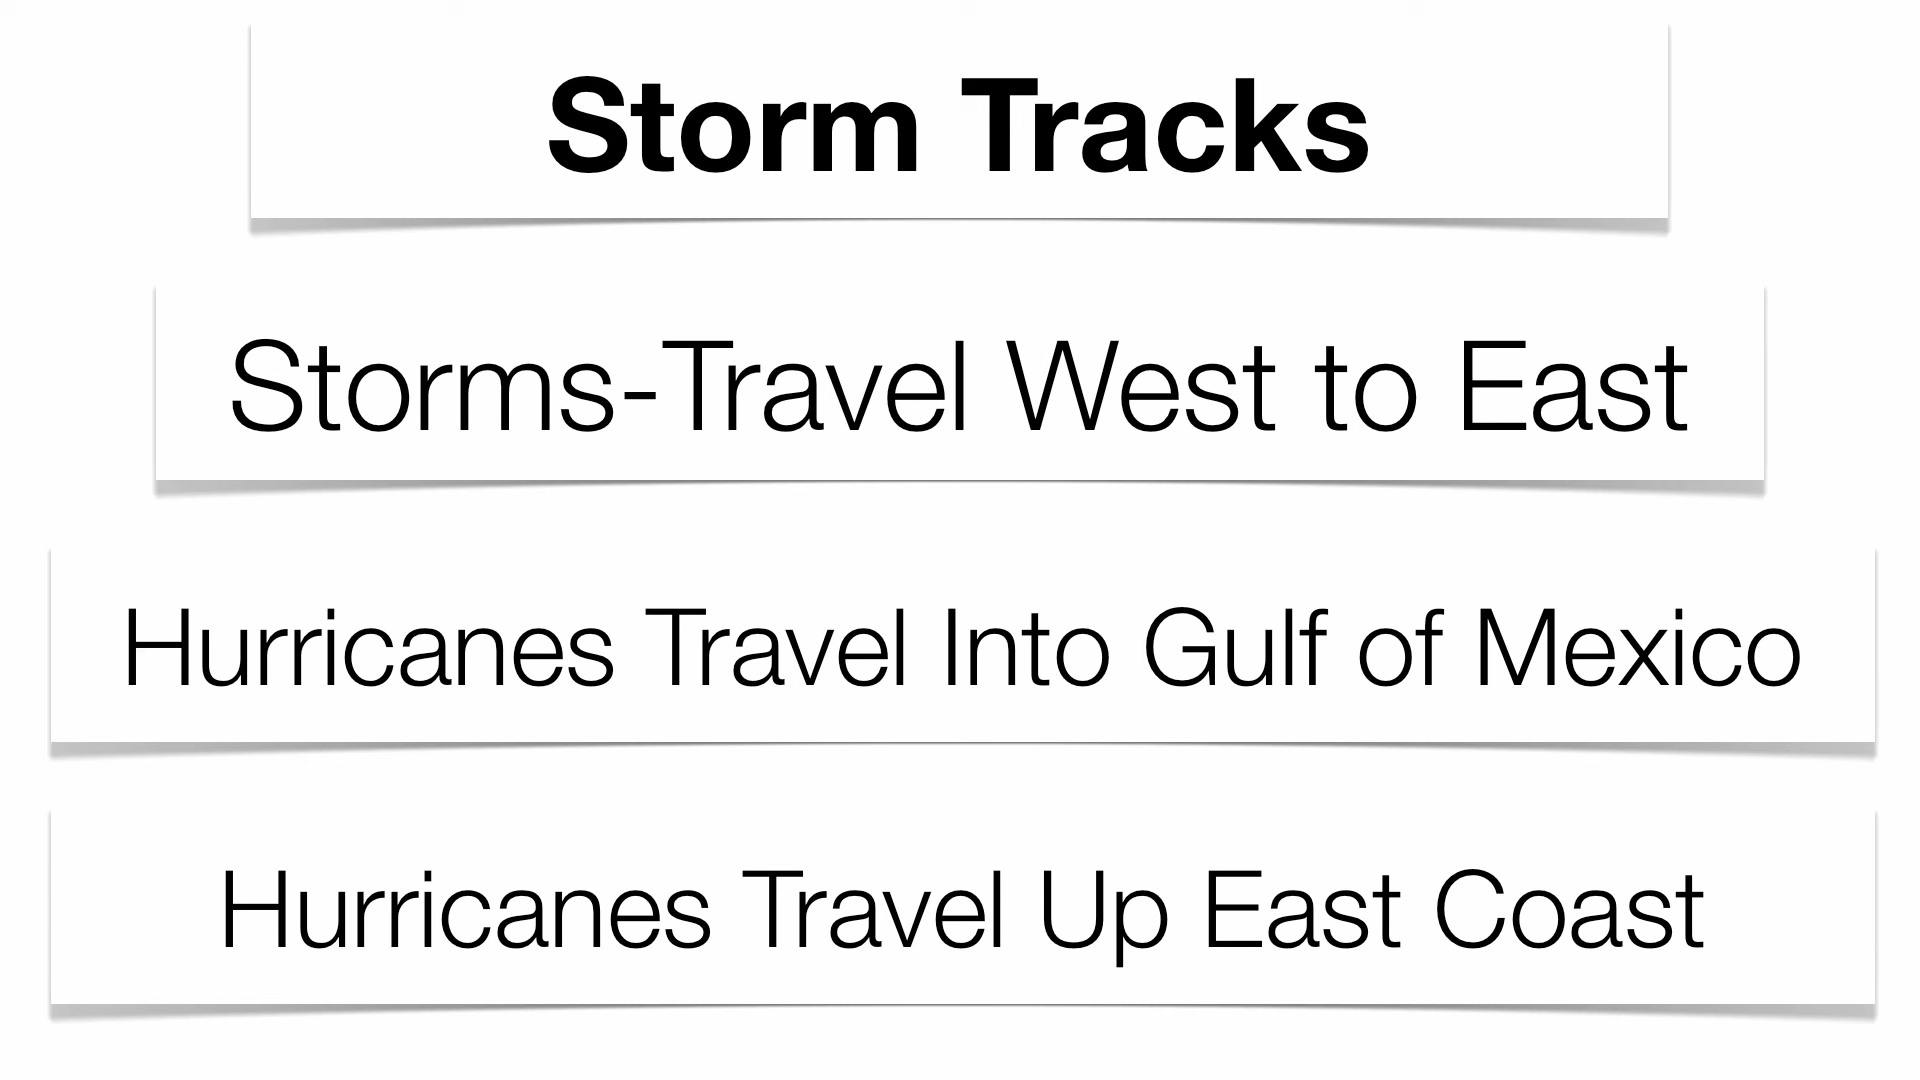 Storm Tracks
Storms-Travel West to East
Hurricanes Travel Into Gulf of Mexico
Hurricanes Travel Up East Coast